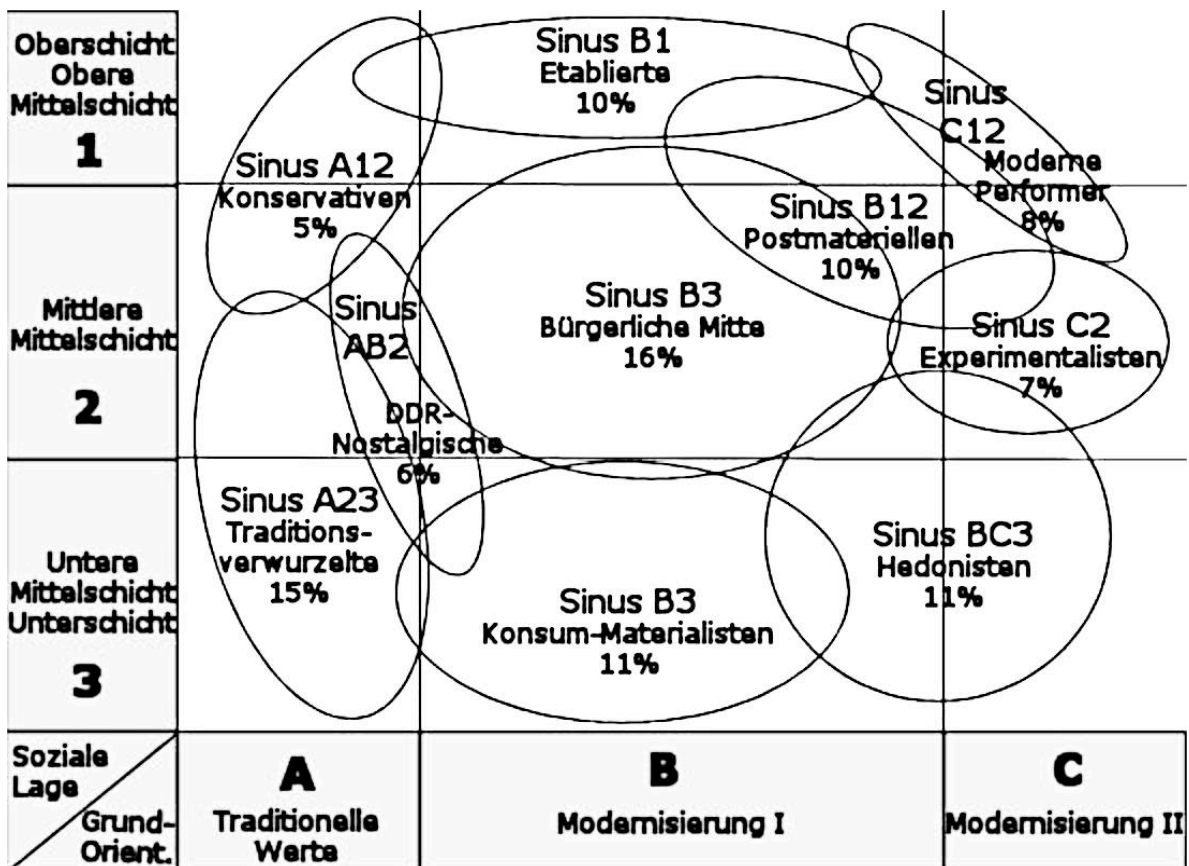 Oberschicht
Obere
Mittelschicht
1
Sinus B1
Etablierte
10%
Sinus
C12
Moderne
Performer
8%
Sinus A12
Konservativen
5%
Sinus B12
Postmateriellen
10%
Mittlere
Mittelschicht
2
Sinus
AB2
DDR-
Nostalgische
6%
Sinus B3
Bürgerliche Mitte
16%
Sinus C2
Experimentalisten
7%
Untere
Mittelschicht
Unterschicht
3
Sinus A23
Traditions-
verwurzelte
15%
Sinus B3
Konsum-Materialisten
11%
Sinus BC3
Hedonisten
11%
Soziale
Lage
Grund-
Orient.
A
Traditionelle
Werte
B
Modernisierung I
C
Modernisierung II